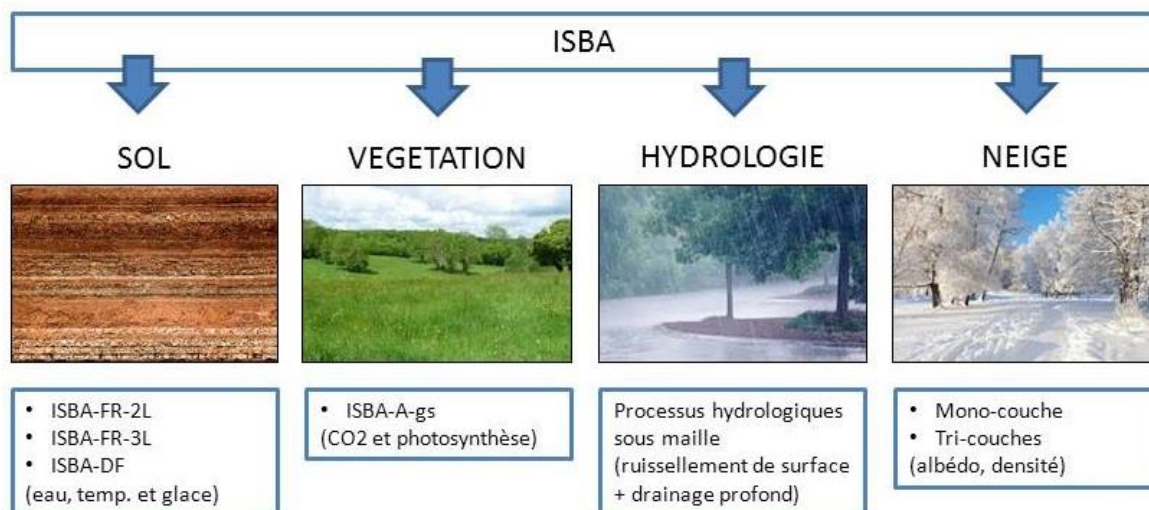 ISBA
SOL
VEGETATION
HYDROLOGIE
NEIGE
• ISBA-FR-2L
• ISBA-FR-3L
• ISBA-DF
(eau, temp. et glace)
• ISBA-A-gs
(CO2 et photosynthèse)
Processus hydrologiques
sous maille
(ruissellement de surface
+ drainage profond)
• Mono-couche
• Tri-couches
(albédo, densité)